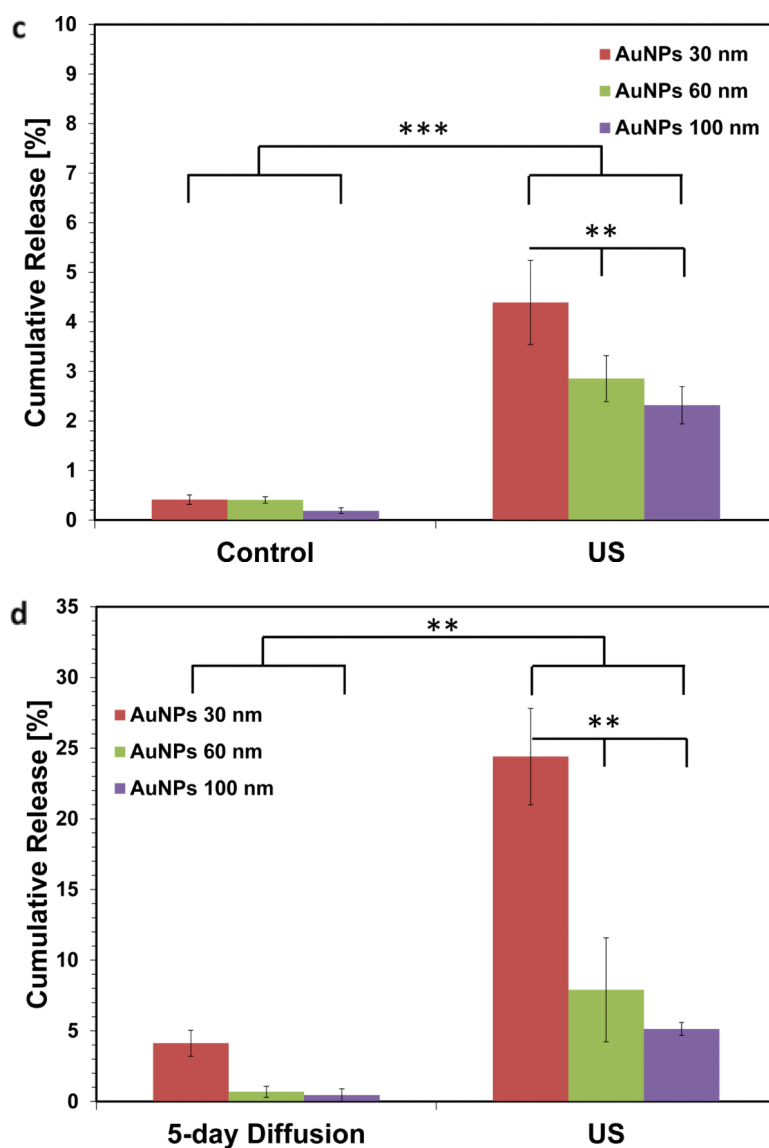 c
Cumulative Release [%]
10
9
8
7
6
5
4
3
2
1
0
AuNPs 30 nm
AuNPs 60 nm
AuNPs 100 nm
***
**
Control US
d
Cumulative Release [%]
35
30
25
20
15
10
5
0
**
AuNPs 30 nm
AuNPs 60 nm
AuNPs 100 nm
**
5-day Diffusion US